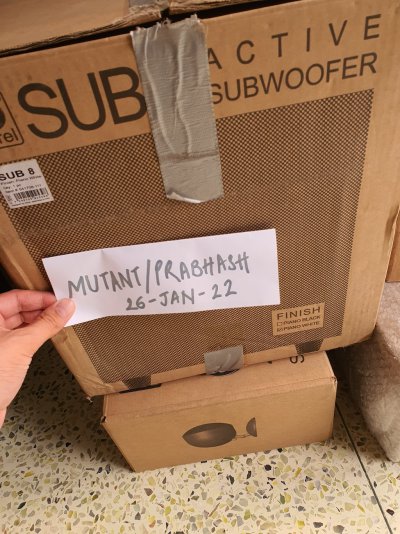 SUB
ACTIVE
SUBWOOFER
SUB 8
MUTANT/PRABHASH
26-JAN-22
FINISH
PIANO BLACK
PIANO WHITE